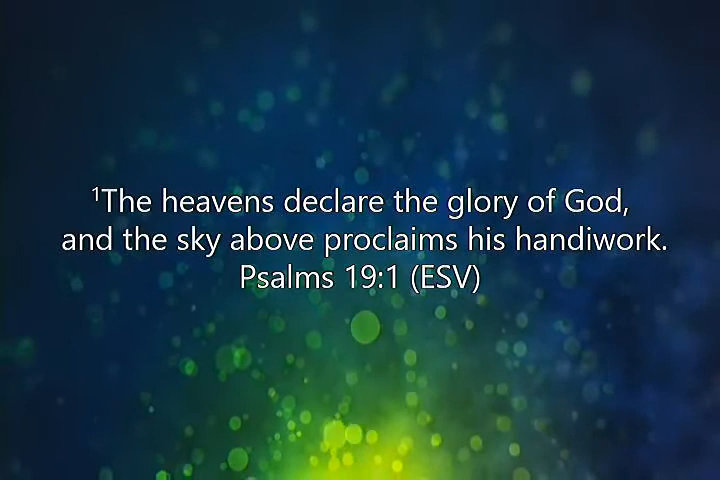 ¹The heavens declare the glory of God,
and the sky above proclaims his handiwork.
Psalms 19:1 (ESV)